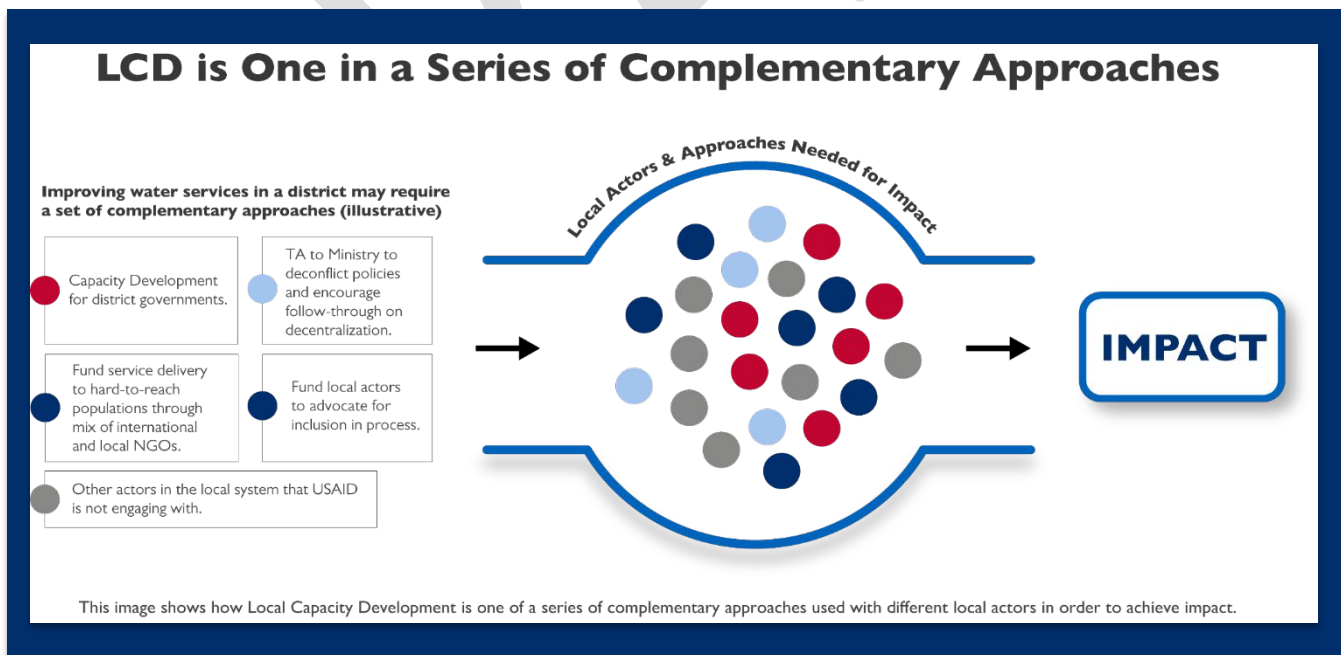 LCD is One in a Series of Complementary Approaches
Improving water services in a district may require
a set of complementary approaches (illustrative)
Capacity Development
for district governments.
TA to Ministry to
deconflict policies
and encourage
follow-through on
decentralization.
Fund service delivery
to hard-to-reach
populations through
mix of international
and local NGOs.
Fund local actors
to advocate for
inclusion in process.
Other actors in the local system that USAID
is not engaging with.
Local Actors & Approaches Needed for Impact
IMPACT
This image shows how Local Capacity Development is one of a series of complementary approaches used with different local actors in order to achieve impact.